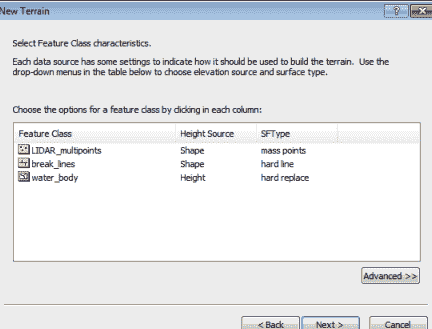 New Terrain
Select Feature Class characteristics.
Each data source has some settings to indicate how it should be used to build the terrain. Use the
drop-down menus in the table below to choose elevation source and surface type.
Choose the options for a feature class by clicking in each column:
Feature Class Height Source SFType
LIDAR_multipoints Shape mass points
break_lines Shape hard line
water_body Height hard replace
Advanced >>
< Back Next > Cancel